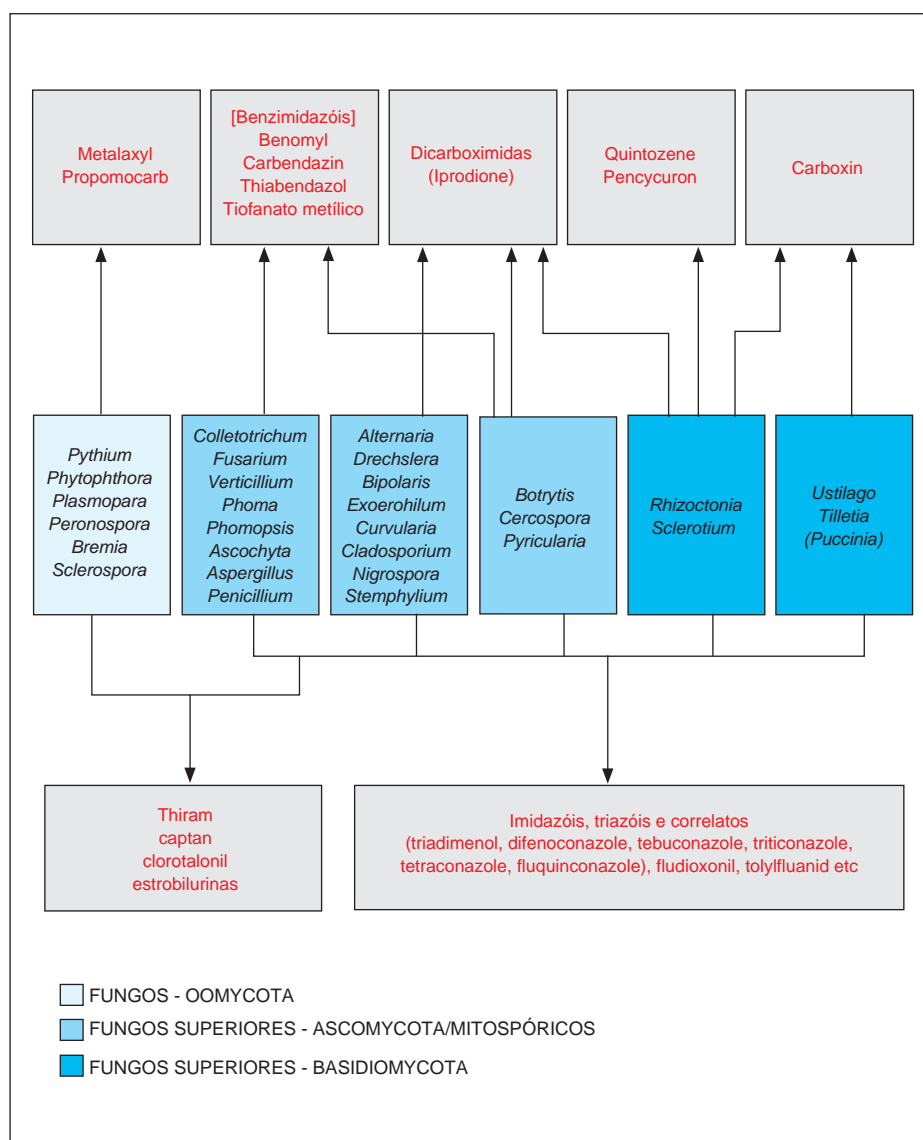 Metalaxyl
Propomocarb
[Benzimidazóis]
Benomyl
Carbendazin
Thiabendazol
Tiofanato metílico
Dicarboximidas
(Iprodione)
Quintozene
Pencycuron
Carboxin
Pythium
Phytophthora
Plasmopara
Peronospora
Bremia
Sclerospora
Colletotrichum
Fusarium
Verticillium
Phoma
Phomopsis
Ascochyta
Aspergillus
Penicillium
Alternaria
Drechslera
Bipolaris
Exoerohilum
Curvularia
Cladosporium
Nigrospora
Stemphylium
Botrytis
Cercospora
Pyricularia
Rhizoctonia
Sclerotium
Ustilago
Tilletia
(Puccinia)
Thiram
captan
clorotalonil
estrobilurinas
Imidazóis, triazóis e correlatos
(triadimenol, difenoconazole, tebuconazole, triticonazole,
tetraconazole, fluquinconazole), fludioxonil, tolylfluanid etc
FUNGOS - OOMYCOTA
FUNGOS SUPERIORES - ASCOMYCOTA/MITOSPÓRICOS
FUNGOS SUPERIORES - BASIDIOMYCOTA